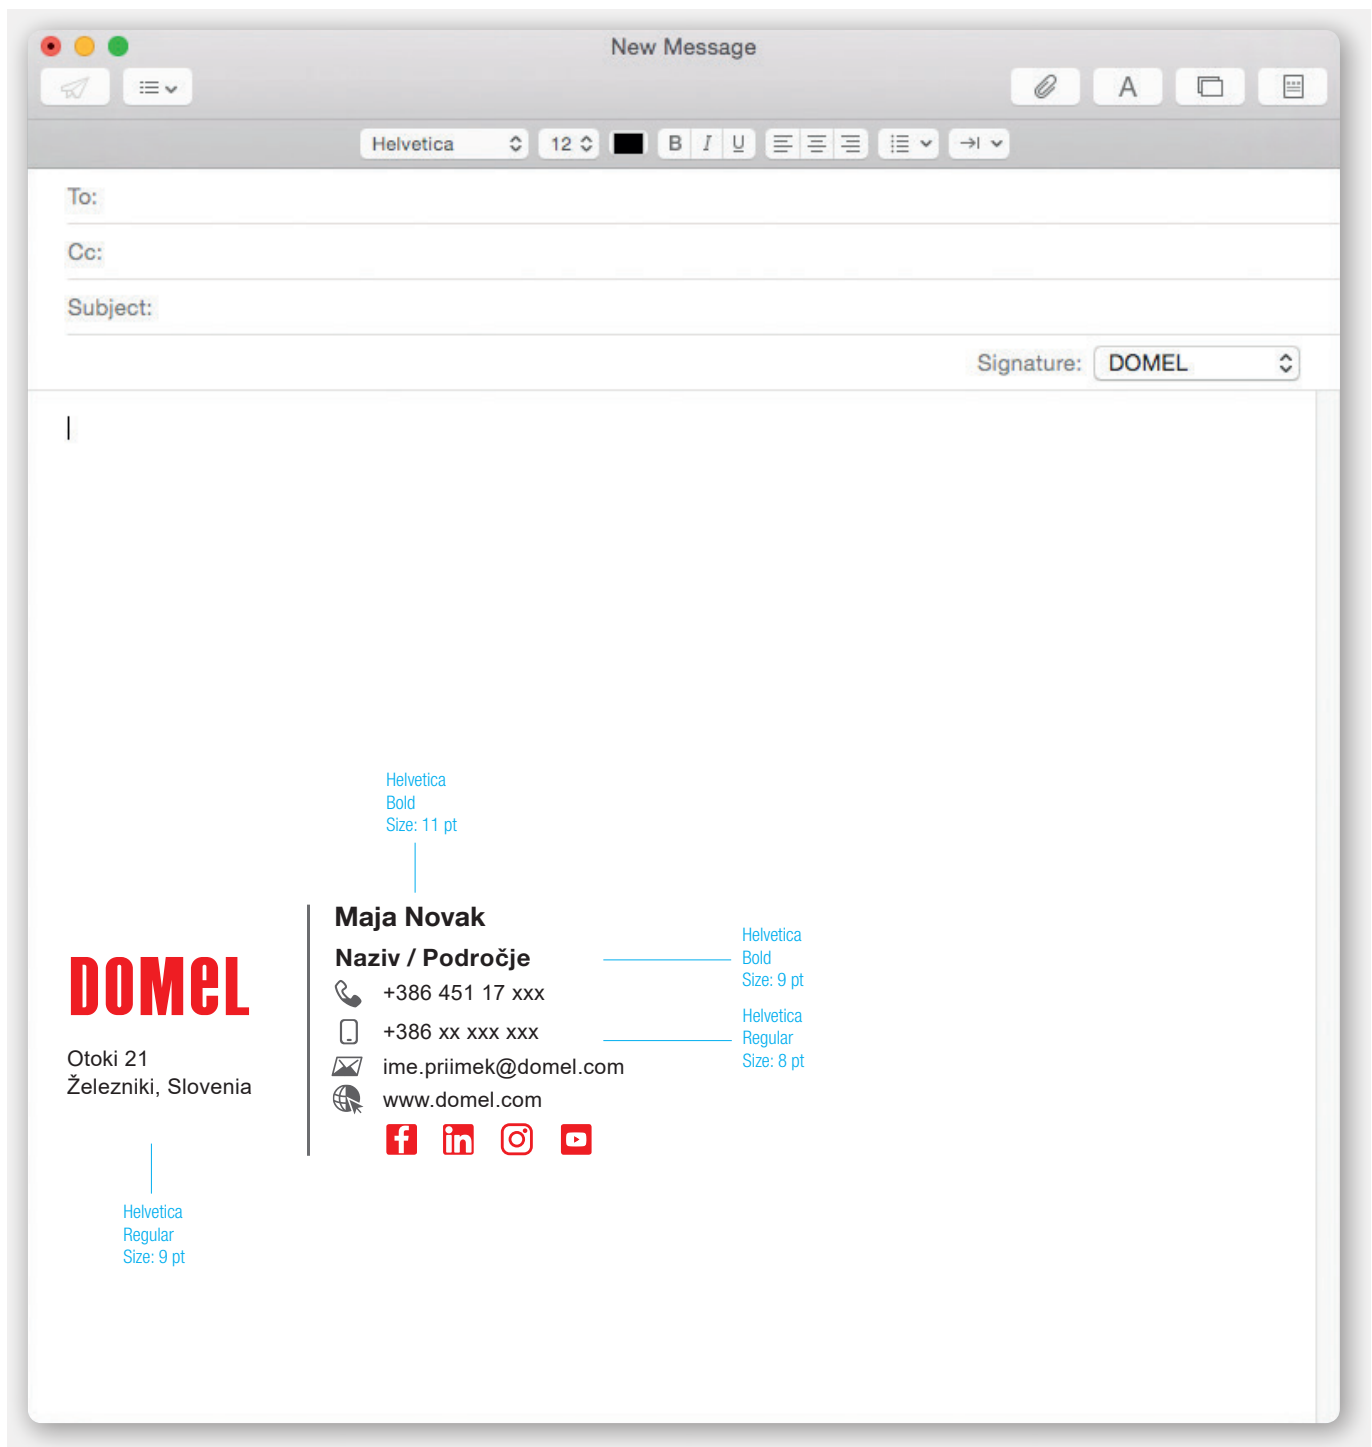 New Message
A
Helvetica 12 B I U
To:
Cc:
Subject:
Signature: DOMEL
Helvetica
Bold
Size: 11 pt
Maja Novak
Naziv / Področje
+386 451 17 xxx
+386 xx xxx xxx
ime.priimek@domel.com
www.domel.com
f in
Helvetica
Bold
Size: 9 pt
Helvetica
Regular
Size: 8 pt
DOMEL
Otoki 21
Železniki, Slovenia
Helvetica
Regular
Size: 9 pt